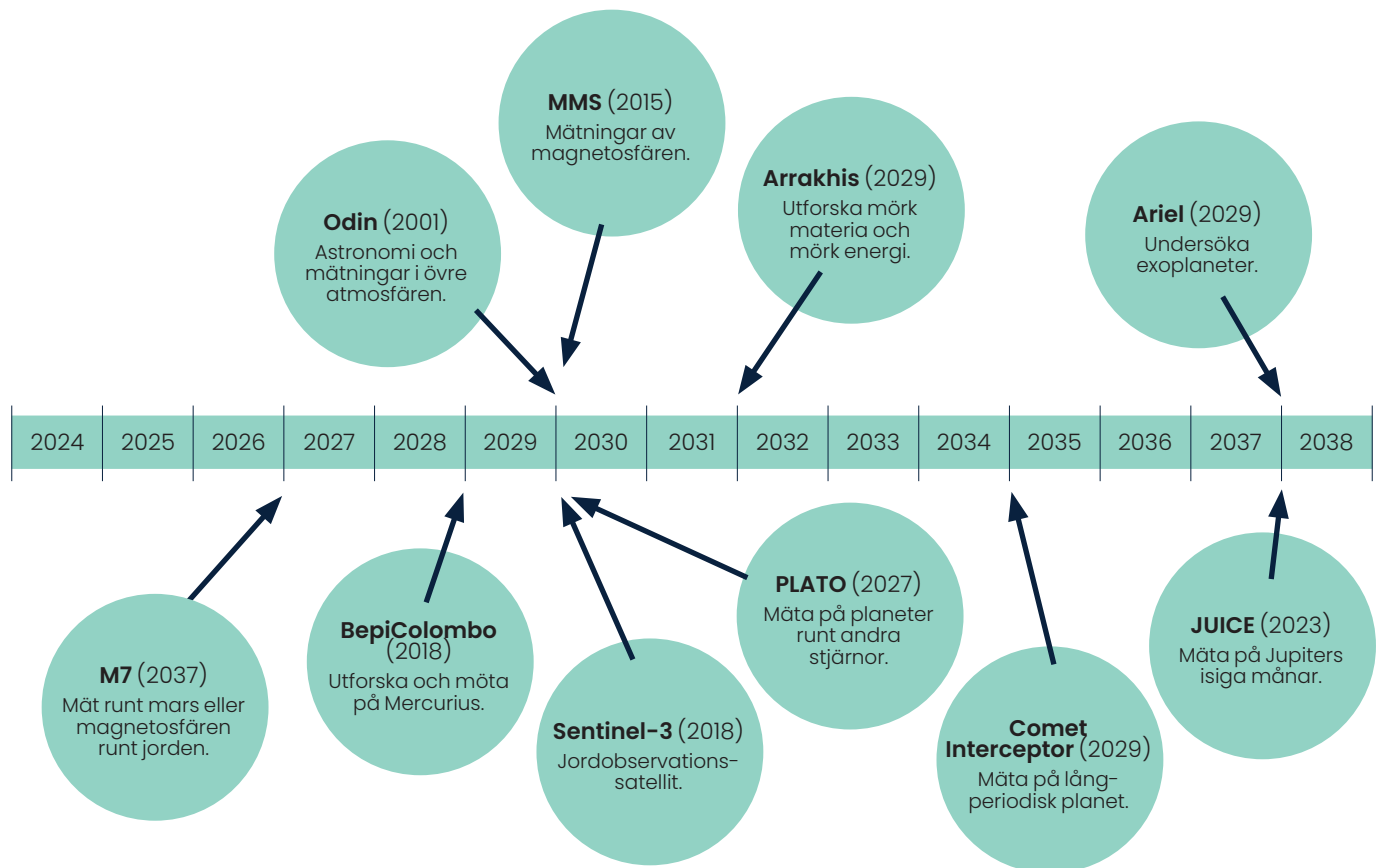 MMS (2015)
Mätningar av
magnetosfären.
Odin (2001)
Astronomi och
mätningar i övre
atmosfären.
Arrakhis (2029)
Utforska mörk
materia och
mörk energi.
Ariel (2029)
Undersöka
exoplaneter.
2024 2025 2026 2027 2028 2029 2030 2031 2032 2033 2034 2035 2036 2037 2038
M7 (2037)
Mät runt mars eller
magnetosfären
runt jorden.
BepiColombo
(2018)
Utforska och möta
på Mercurius.
Sentinel-3 (2018)
Jordobservations-
satellit.
PLATO (2027)
Mäta på planeter
runt andra
stjärnor.
Comet
Interceptor (2029)
Mäta på lång-
periodisk planet.
JUICE (2023)
Mäta på Jupiters
isiga månar.